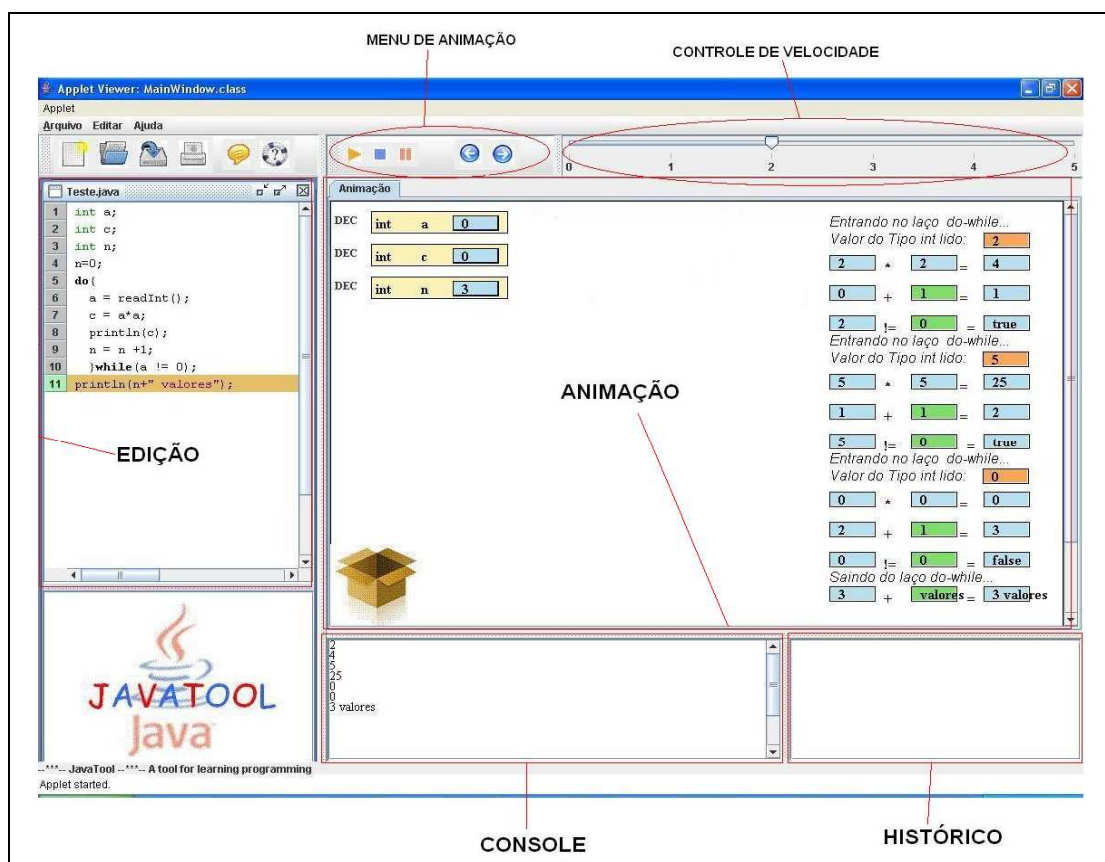 MENU DE ANIMAÇÃO
CONTROLE DE VELOCIDADE
Applet Viewer: MainWindow.class
Applet
Arquivo Editar Ajuda
0 1 2 3 4 5
Teste.java
1 int a;
2 int c;
3 int n;
4 n=0;
5 do{
6 a = readInt();
7 c = a*a;
8 println(c);
9 n = n +1;
10 }while(a != 0);
11 println(n+" valores");
EDIÇÃO
Animação
DEC int a 0
DEC int c 0
DEC int n 3
ANIMAÇÃO
Entrando no laço do-while...
Valor do Tipo int lido: 2
2 * 2 = 4
0 + 1 = 1
2 != 0 = true
Entrando no laço do-while...
Valor do Tipo int lido: 5
5 * 5 = 25
1 + 1 = 2
5 != 0 = true
Entrando no laço do-while...
Valor do Tipo int lido: 0
0 * 0 = 0
2 + 1 = 3
0 != 0 = false
Saindo do laço do-while...
3 + valores = 3 valores
JAVATOOL
Java
2
4
5
25
0
0
3 valores
--***-- JavaTool --***-- A tool for learning programming
Applet started.
CONSOLE
HISTÓRICO